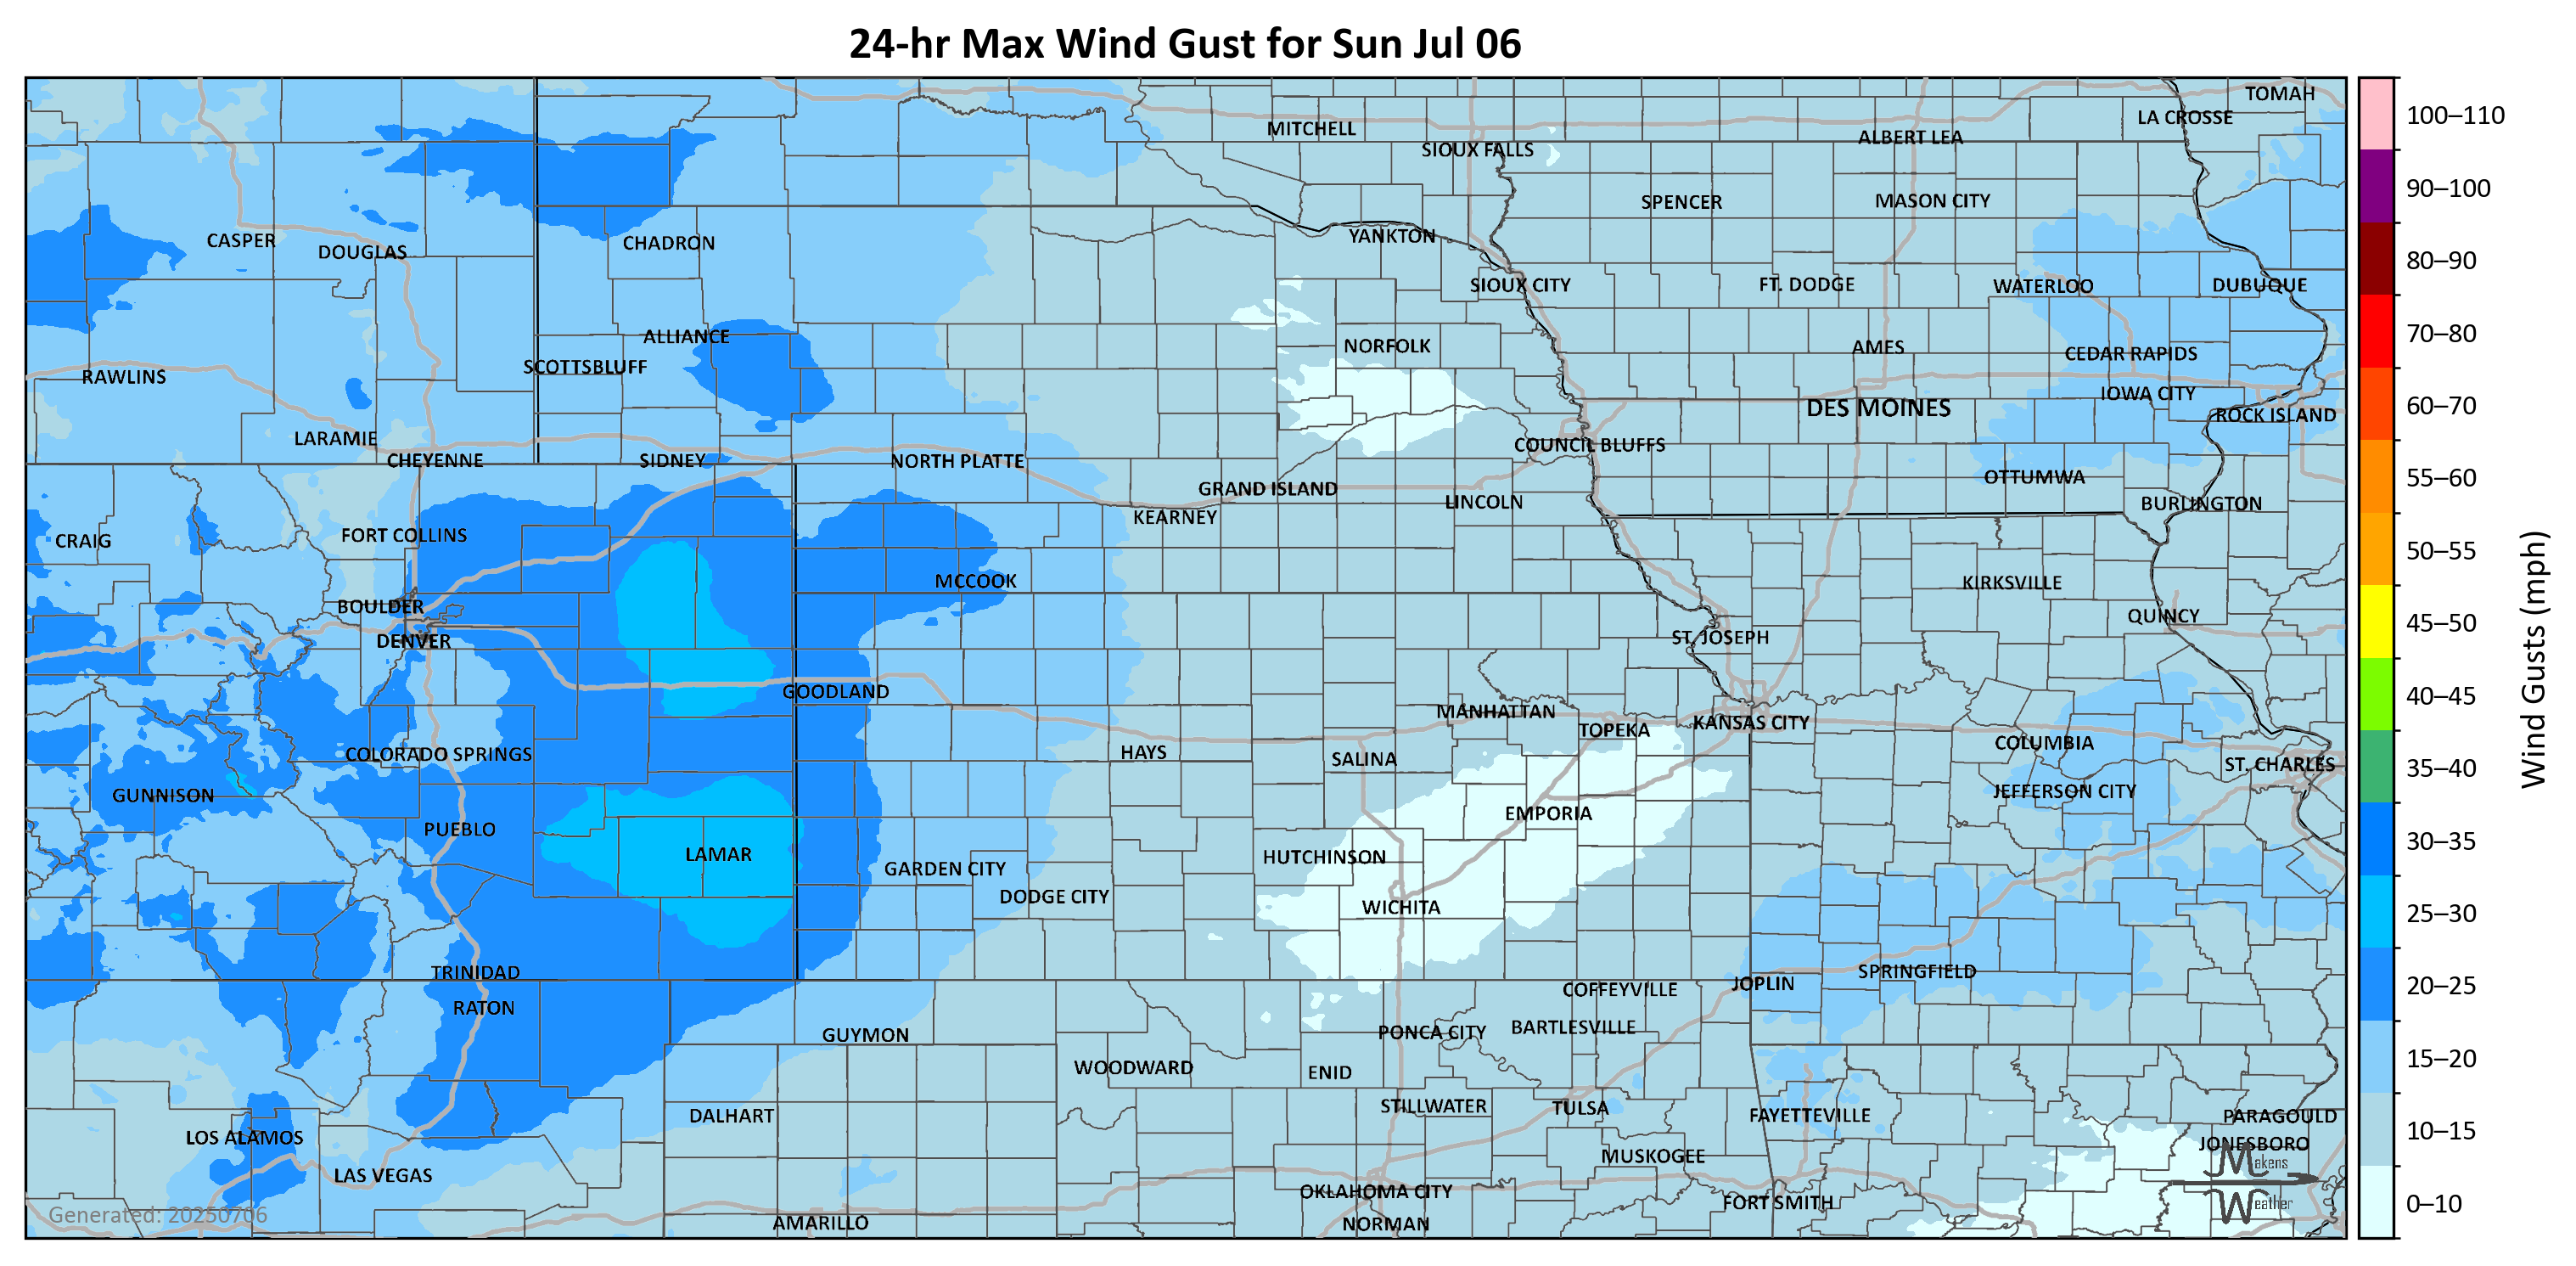 24-hr Max Wind Gust for Sun Jul 06
TOMAH
LA CROSSE
MITCHELL
ALBERT LEA
SIOUX FALLS
SPENCER
MASON CITY
CASPER
DOUGLAS
CHADRON
YANKTON
SIOUX CITY
FT. DODGE
WATERLOO
DUBUQUE
ALLIANCE
NORFOLK
AMES
CEDAR RAPIDS
SCOTTSBLUFF
RAWLINS
IOWA CITY
DES MOINES
ROCK ISLAND
LARAMIE
COUNCIL BLUFFS
CHEYENNE
SIDNEY
NORTH PLATTE
OTTUMWA
GRAND ISLAND
LINCOLN
BURLINGTON
KEARNEY
CRAIG
FORT COLLINS
MCCOOK
KIRKSVILLE
BOULDER
QUINCY
DENVER
ST. JOSEPH
GOODLAND
MANHATTAN
TOPEKA
KANSAS CITY
COLORADO SPRINGS
HAYS
SALINA
COLUMBIA
ST. CHARLES
GUNNISON
JEFFERSON CITY
PUEBLO
EMPORIA
LAMAR
GARDEN CITY
HUTCHINSON
DODGE CITY
WICHITA
TRINIDAD
SPRINGFIELD
JOPLIN
RATON
COFFEYVILLE
GUYMON
PONCA CITY
BARTLESVILLE
WOODWARD
ENID
DALHART
STILLWATER
TULSA
FAYETTEVILLE
PARAGOULD
LOS ALAMOS
JONESBORO
LAS VEGAS
MUSKOGEE
Makens
OKLAHOMA CITY
FORT SMITH
Weather
Generated: 20250706
AMARILLO
NORMAN
100–110
90–100
80–90
70–80
60–70
55–60
50–55
45–50
40–45
35–40
30–35
25–30
20–25
15–20
10–15
0–10
Wind Gusts (mph)